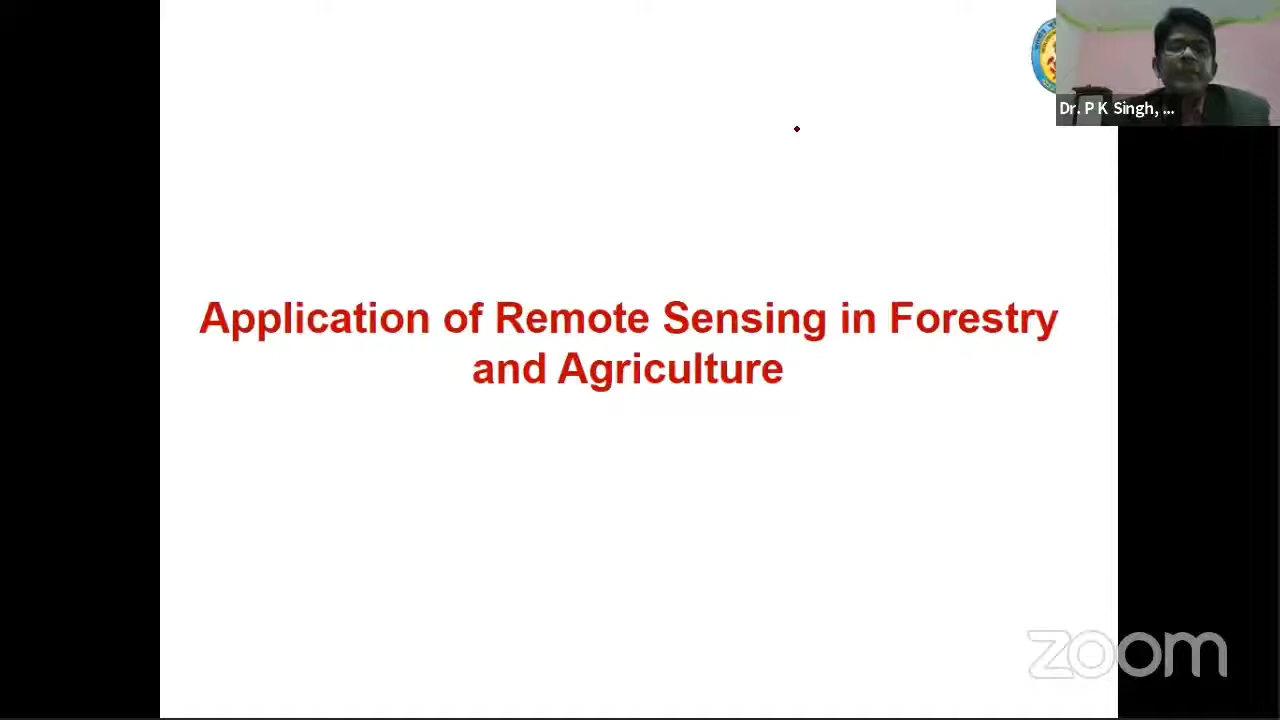 Dr. P K Singh, ...
Application of Remote Sensing in Forestry
and Agriculture
zoom